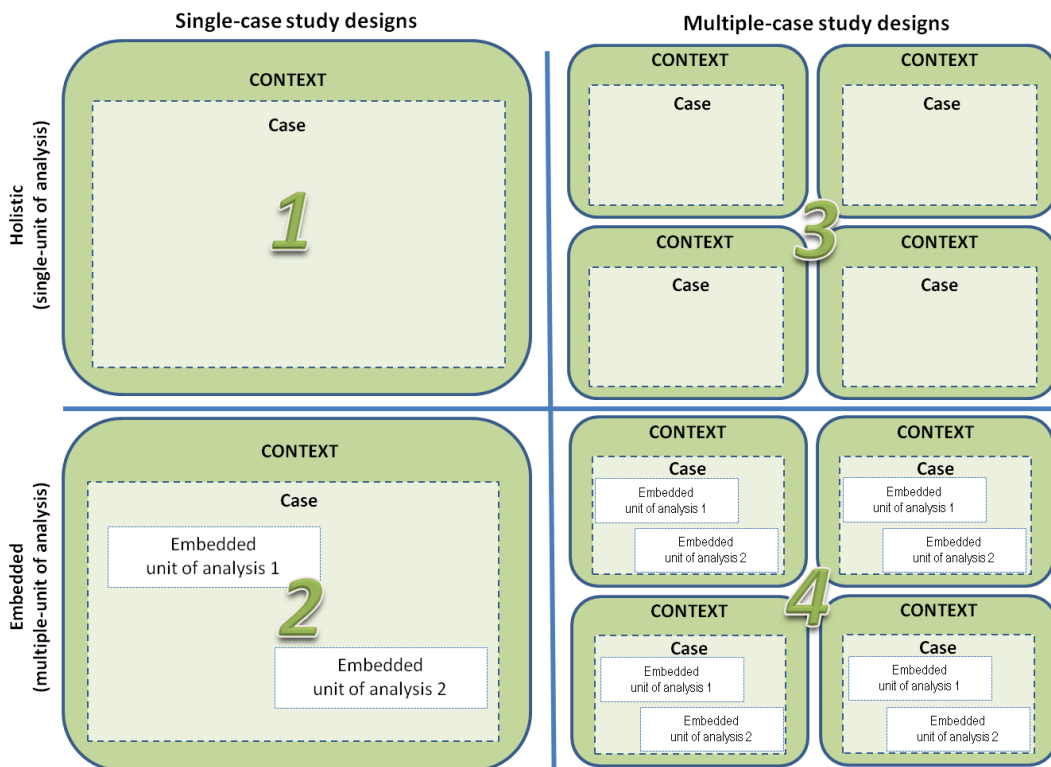 Single-case study designs
Multiple-case study designs
Holistic
(single-unit of analysis)
CONTEXT
Case
1
CONTEXT
Case
CONTEXT
Case
3
CONTEXT
Case
CONTEXT
Case
Embedded
(multiple-unit of analysis)
CONTEXT
Case
Embedded
unit of analysis 1
2
Embedded
unit of analysis 2
CONTEXT
Case
Embedded
unit of analysis 1
Embedded
unit of analysis 2
CONTEXT
Case
Embedded
unit of analysis 1
Embedded
unit of analysis 2
4
CONTEXT
Case
Embedded
unit of analysis 1
Embedded
unit of analysis 2
CONTEXT
Case
Embedded
unit of analysis 1
Embedded
unit of analysis 2